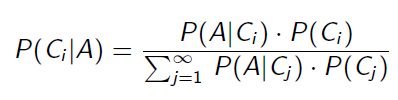 P(C_i|A) = \frac{P(A|C_i) \cdot P(C_i)}{\sum_{j=1}^{\infty} P(A|C_j) \cdot P(C_j)}